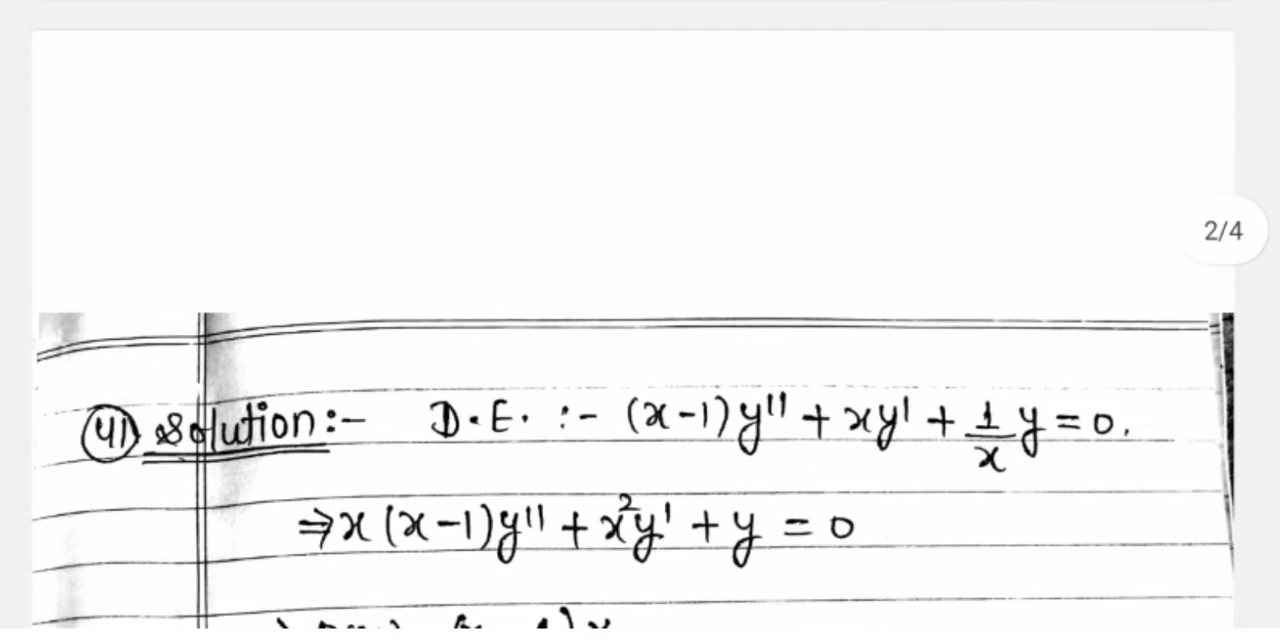 2/4
(41) Solution:- D.E. :- (x-1)y'' + xy' + 1/x y = 0.
⇒ x(x-1)y'' + x²y' + y = 0